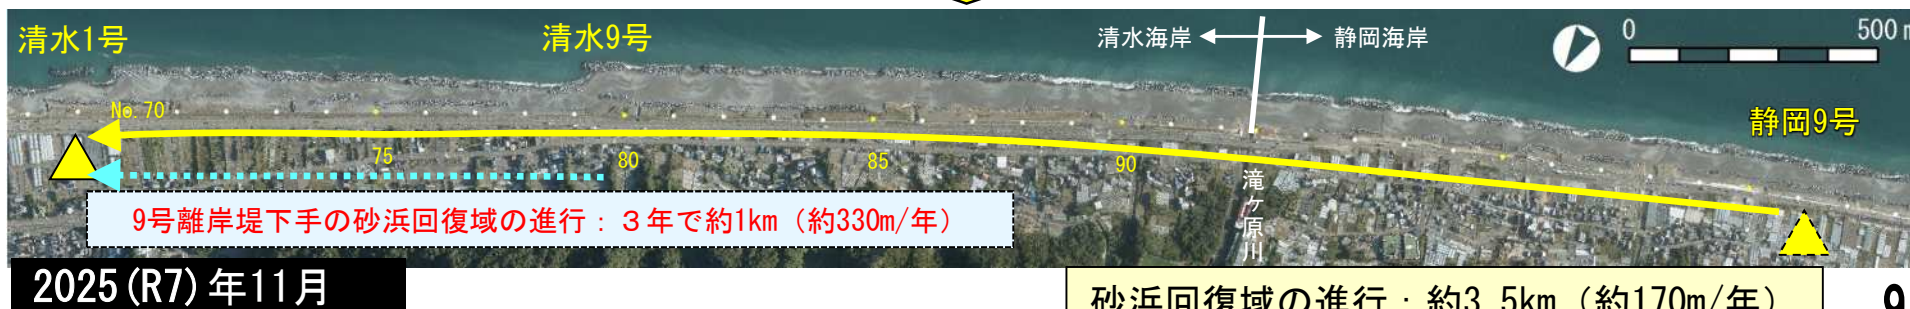 清水1号
清水9号
清水海岸
静岡海岸
0
500 m
No.70
静岡9号
75
80
85
90
滝ヶ原川
9号離岸堤下手の砂浜回復域の進行：３年で約1km（約330m/年）
2025(R7)年11月
砂浜回復域の進行：約3.5km（約170m/年）
9